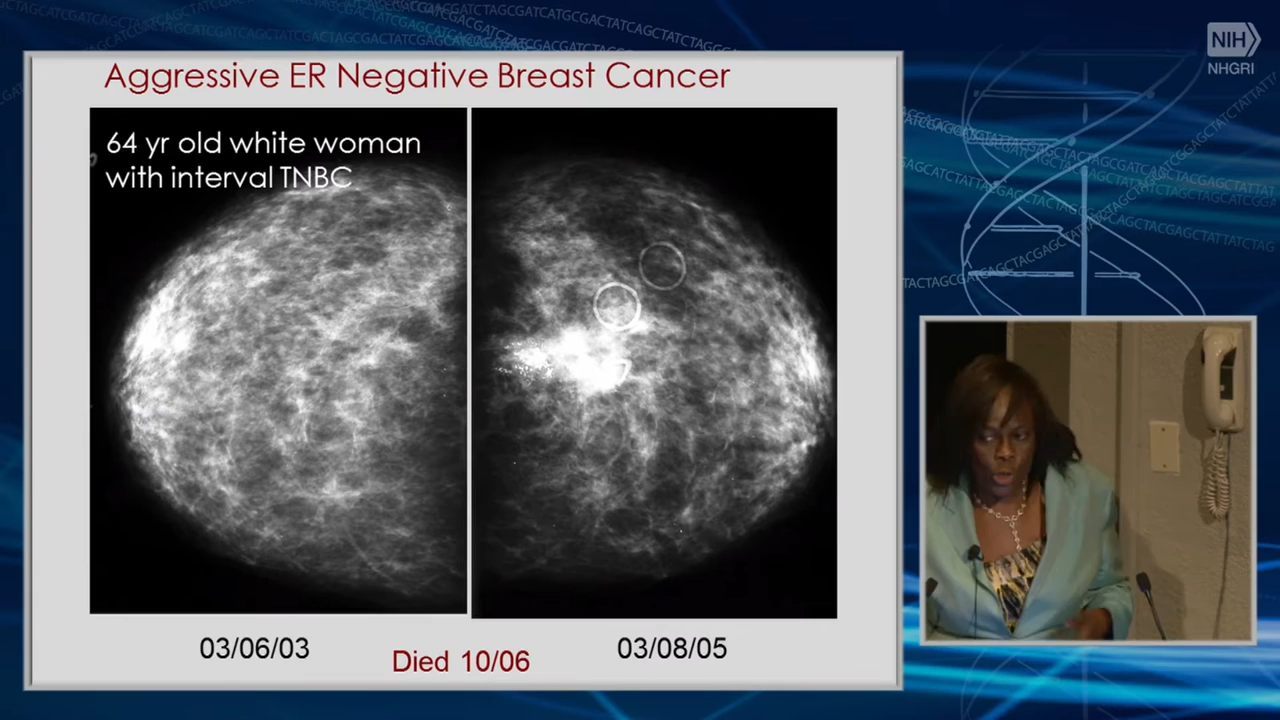 NIH
NHGRI
Aggressive ER Negative Breast Cancer
64 yr old white woman
with interval TNBC
03/06/03
03/08/05
Died 10/06